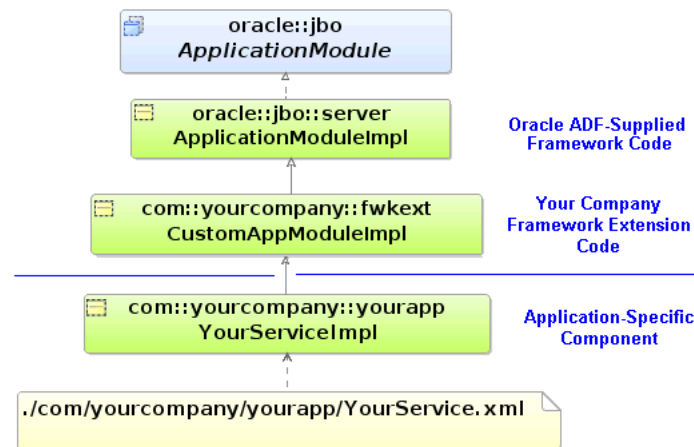 oracle::jbo
ApplicationModule
oracle::jbo::server
ApplicationModuleImpl
Oracle ADF-Supplied
Framework Code
com::yourcompany::fwkext
CustomAppModuleImpl
Your Company
Framework Extension
Code
com::yourcompany::yourapp
YourServiceImpl
Application-Specific
Component
./com/yourcompany/yourapp/YourService.xml